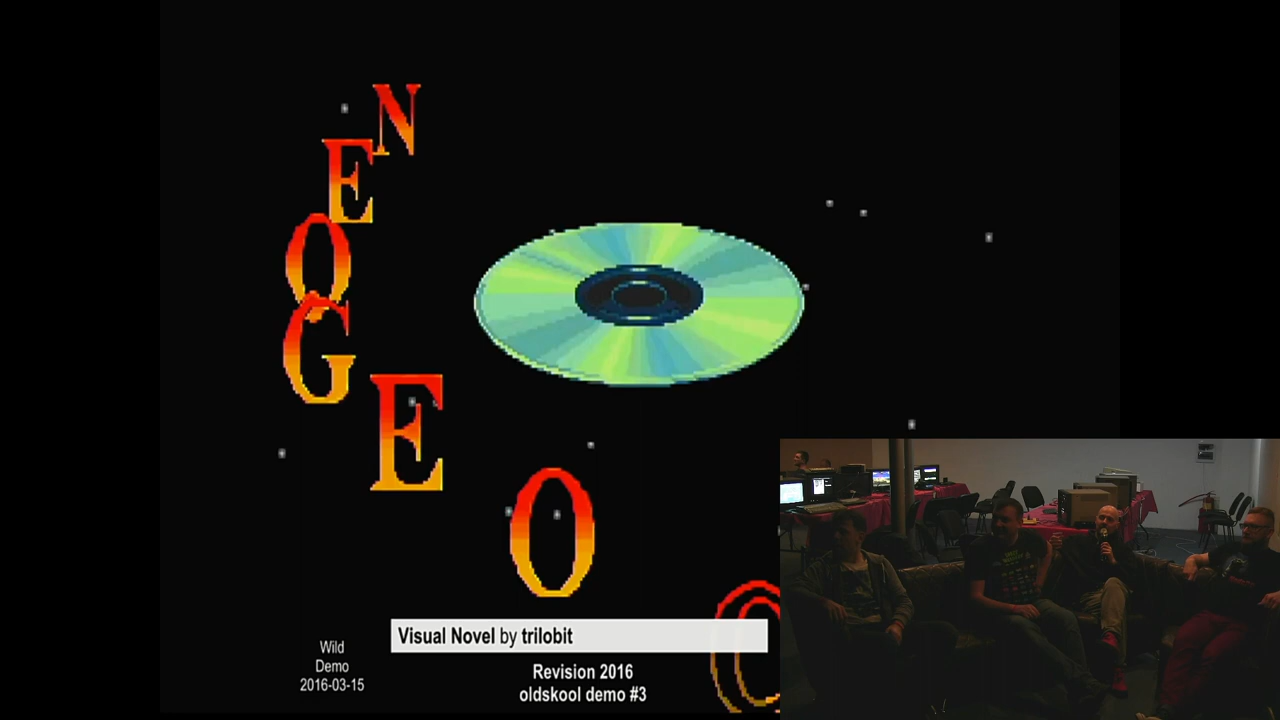 N
E
O
G
E
O
C
Visual Novel by trilobit
Wild
Demo
2016-03-15
Revision 2016
oldskool demo #3